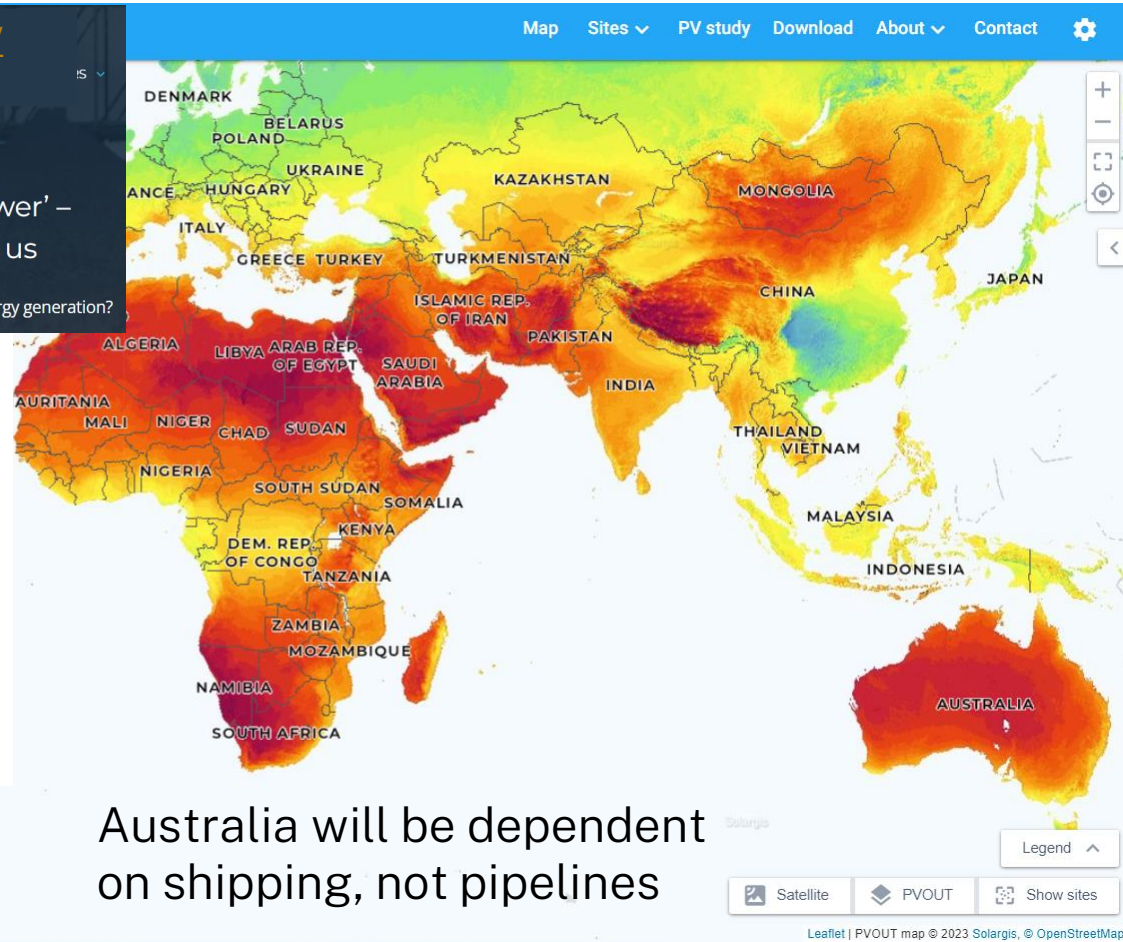 Map Sites PV study Download About Contact
wer’ –
us
rgy generation?
DENMARK
BELARUS
POLAND
UKRAINE
ANCE
HUNGARY
KAZAKHSTAN
MONGOLIA
ITALY
GREECE TURKEY
TURKMENISTAN
JAPAN
ISLAMIC REP.
OF IRAN
CHINA
PAKISTAN
ALGERIA
LIBYA
ARAB REP.
OF EGYPT
SAUDI
ARABIA
INDIA
AURITANIA
MALI
NIGER
CHAD
SUDAN
THAILAND
VIETNAM
NIGERIA
SOUTH SUDAN
SOMALIA
MALAYSIA
KENYA
DEM. REP.
OF CONGO
TANZANIA
INDONESIA
ZAMBIA
MOZAMBIQUE
NAMIBIA
AUSTRALIA
SOUTH AFRICA
Australia will be dependent
on shipping, not pipelines
Solargis
Legend
Satellite PVOUT Show sites
Leaflet | PVOUT map © 2023 Solargis, © OpenStreetMap